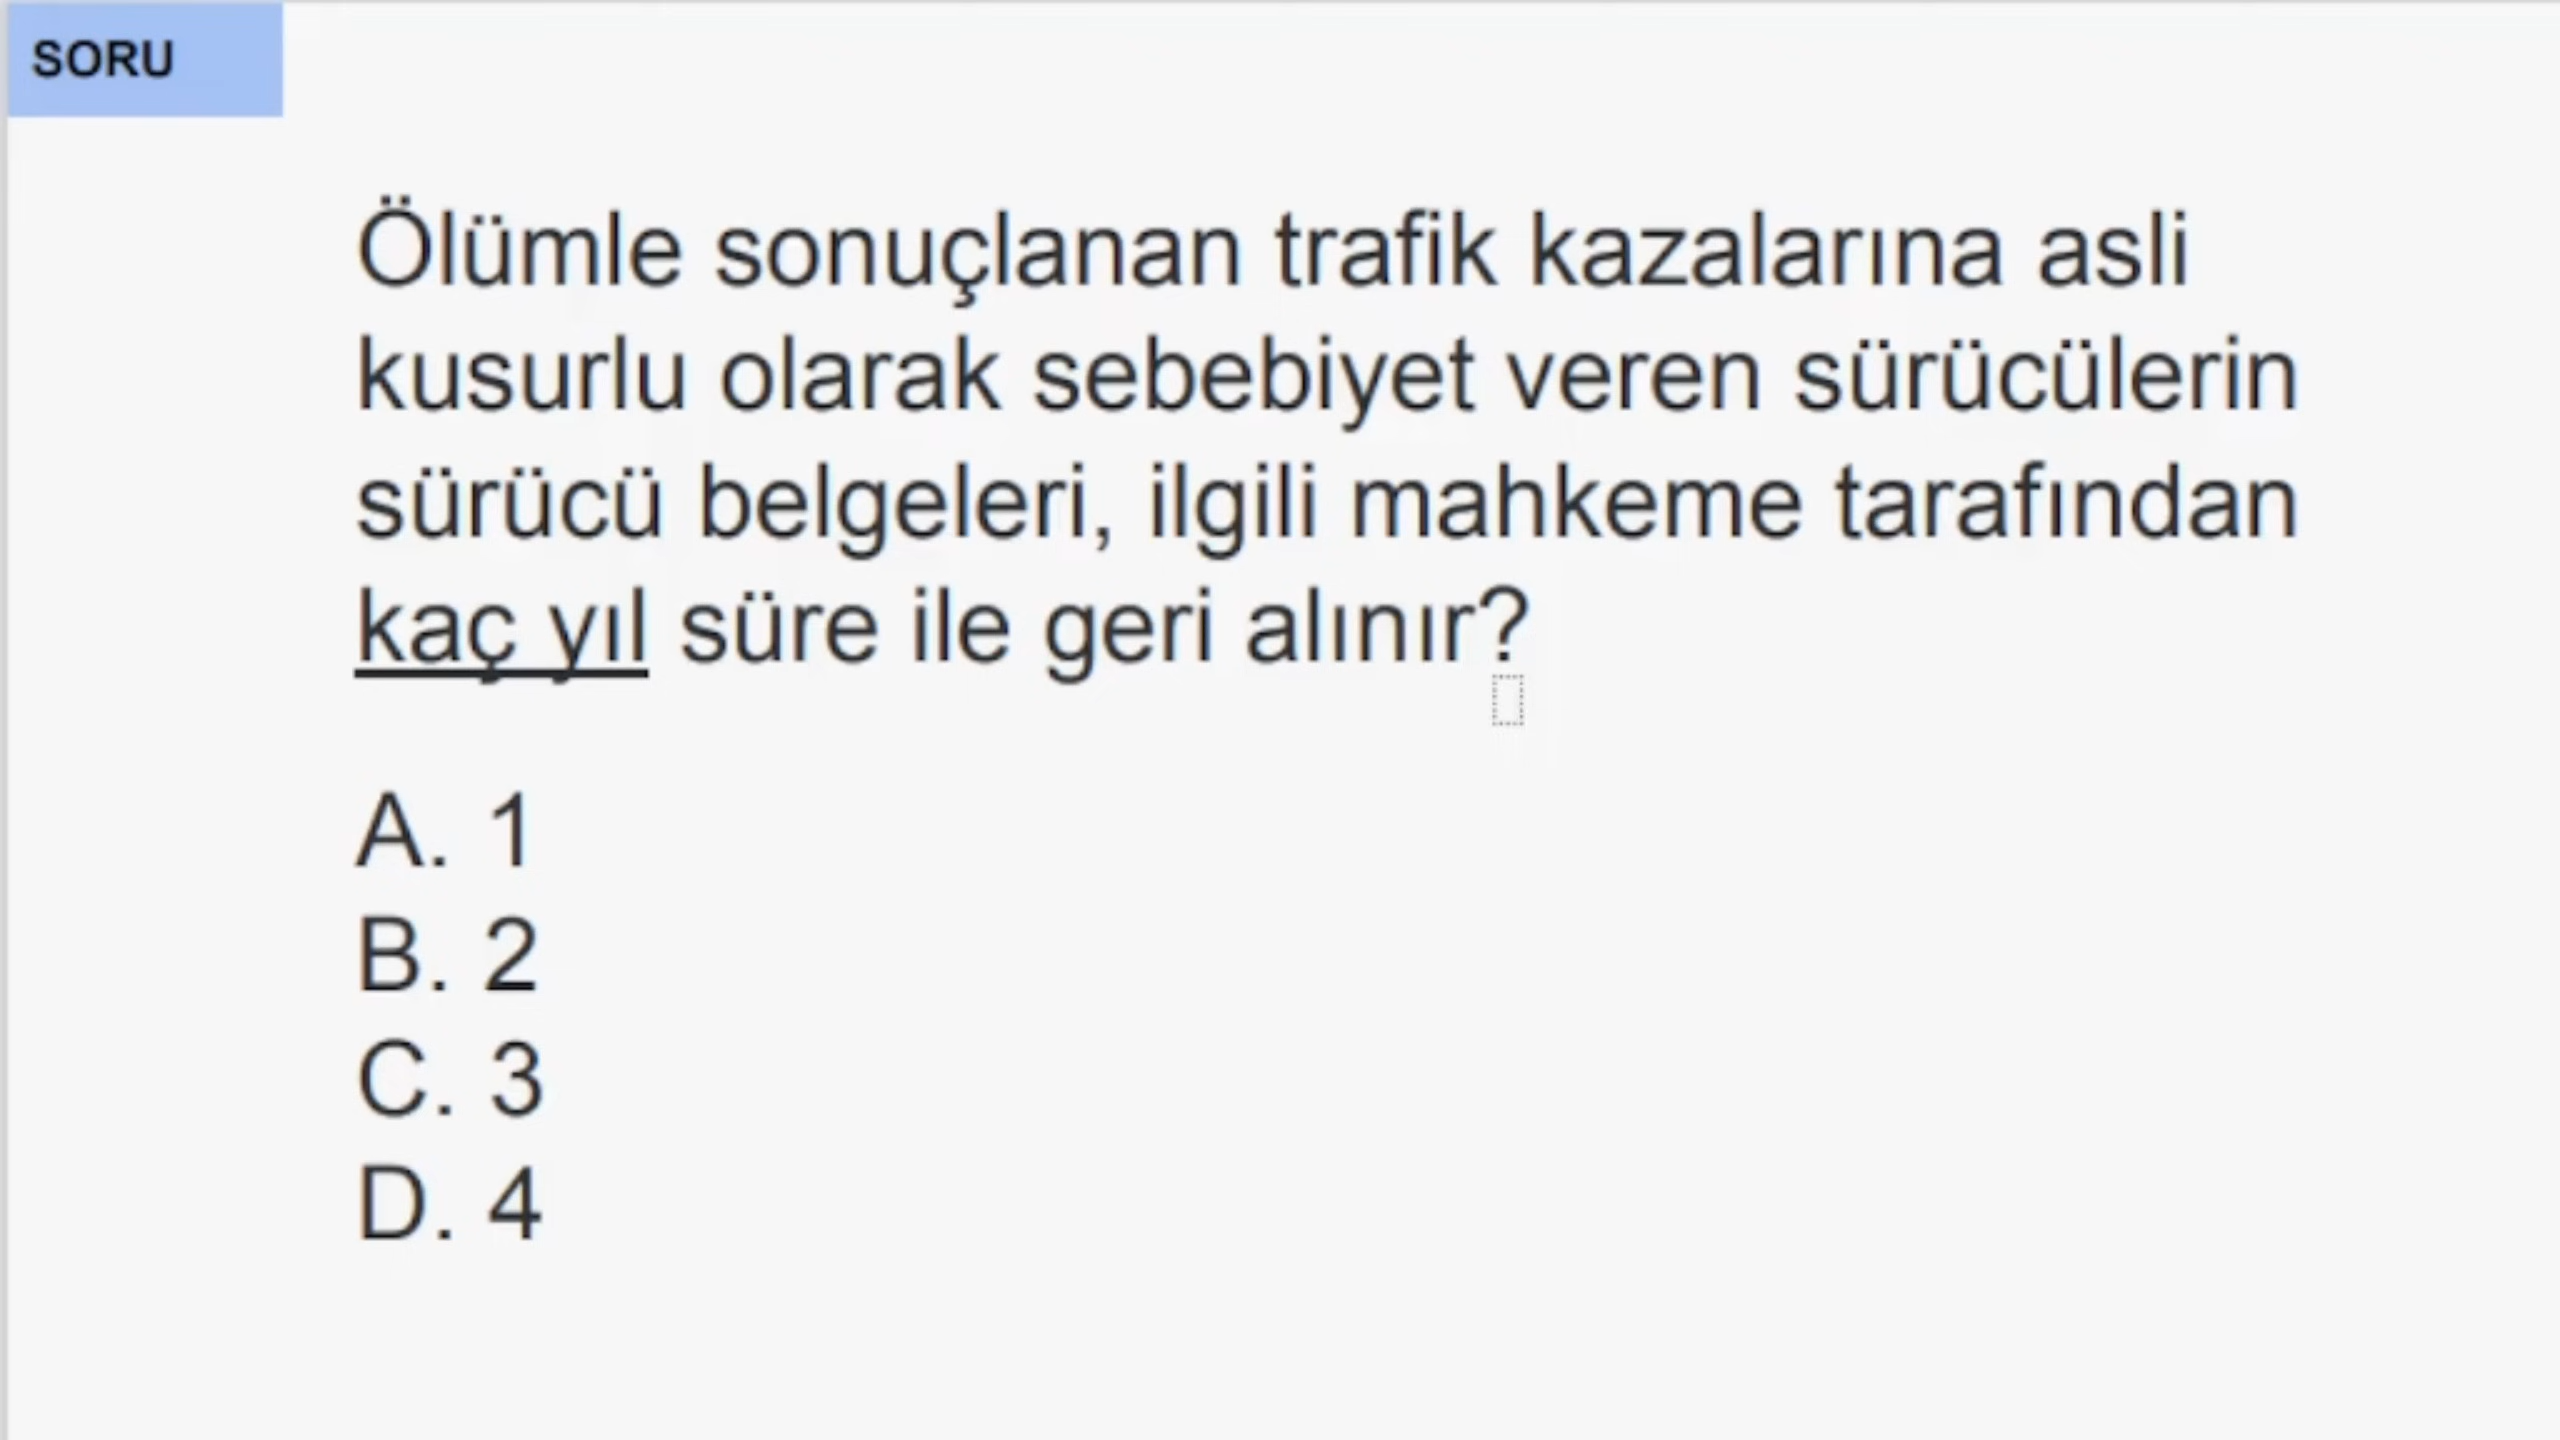 SORU
Ölümle sonuçlanan trafik kazalarına asli
kusurlu olarak sebebiyet veren sürücülerin
sürücü belgeleri, ilgili mahkeme tarafından
kaç yıl süre ile geri alınır?
A. 1
B. 2
C. 3
D. 4